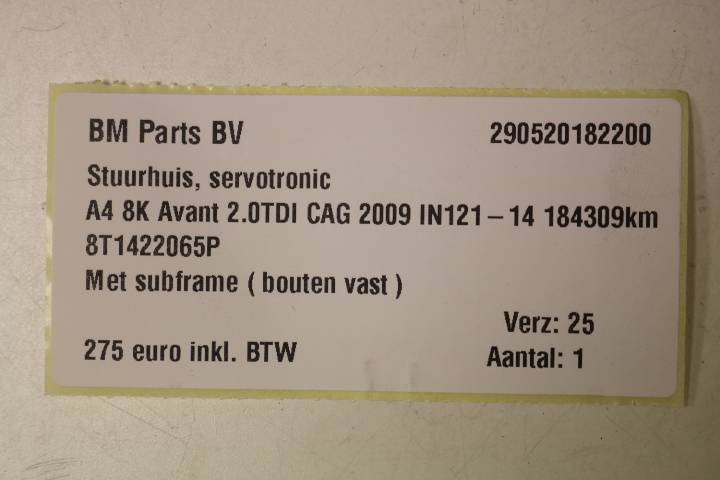 BM Parts BV 290520182200
Stuurhuis, servotronic
A4 8K Avant 2.0TDI CAG 2009 IN121 – 14 184309km
8T1422065P
Met subframe ( bouten vast )
Verz: 25
275 euro inkl. BTW Aantal: 1